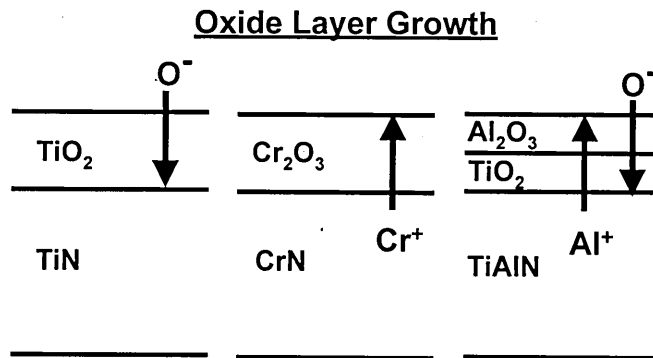 Oxide Layer Growth
O⁻
TiO₂
TiN
Cr₂O₃
Cr⁺
CrN
O⁻
Al₂O₃
TiO₂
Al⁺
TiAlN